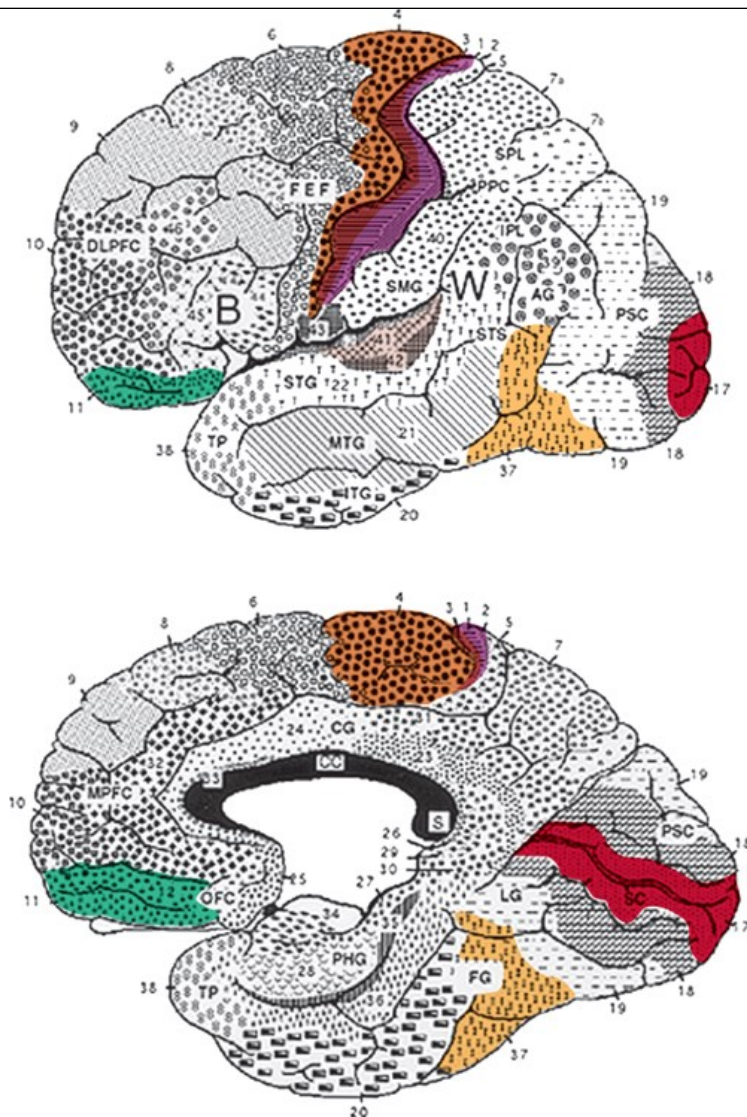 4
3 1 2
6
5
8
7a
9
7b
SPL
FEF
PPC
19
10
DLPFC
46
IPL
40
39
18
B
44
45
SMG
W
AG
PSC
43
41
STS
42
17
11
STG
22
TP
MTG
21
38
37
19
18
ITG
20
4
6
3 1 2
5
8
7
9
31
24
CG
23
32
33
CC
19
10
MPFC
S
PSC
26
18
29
25
30
27
11
OFC
LG
SC
17
34
PHG
28
38
TP
FG
36
18
19
37
20